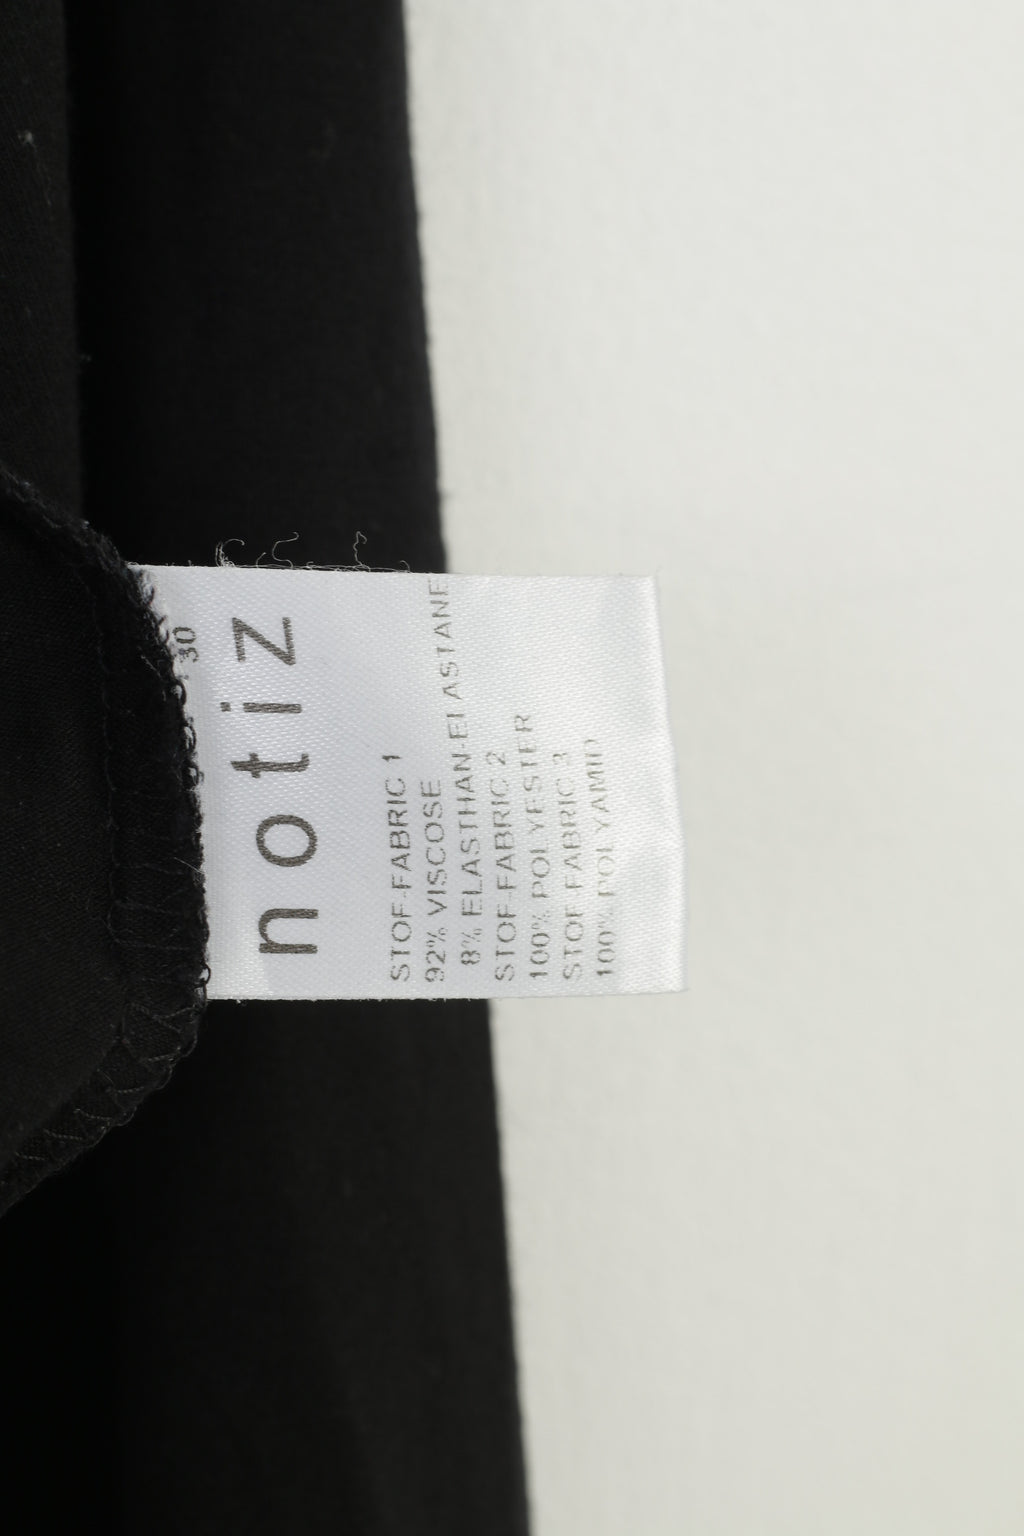 30
notiz
STOF-FABRIC 1
92% VISCOSE
8% ELASTHAN-ELASTANE
STOF-FABRIC 2
100% POLYESTER
STOF FABRIC 3
100% POLYAMID